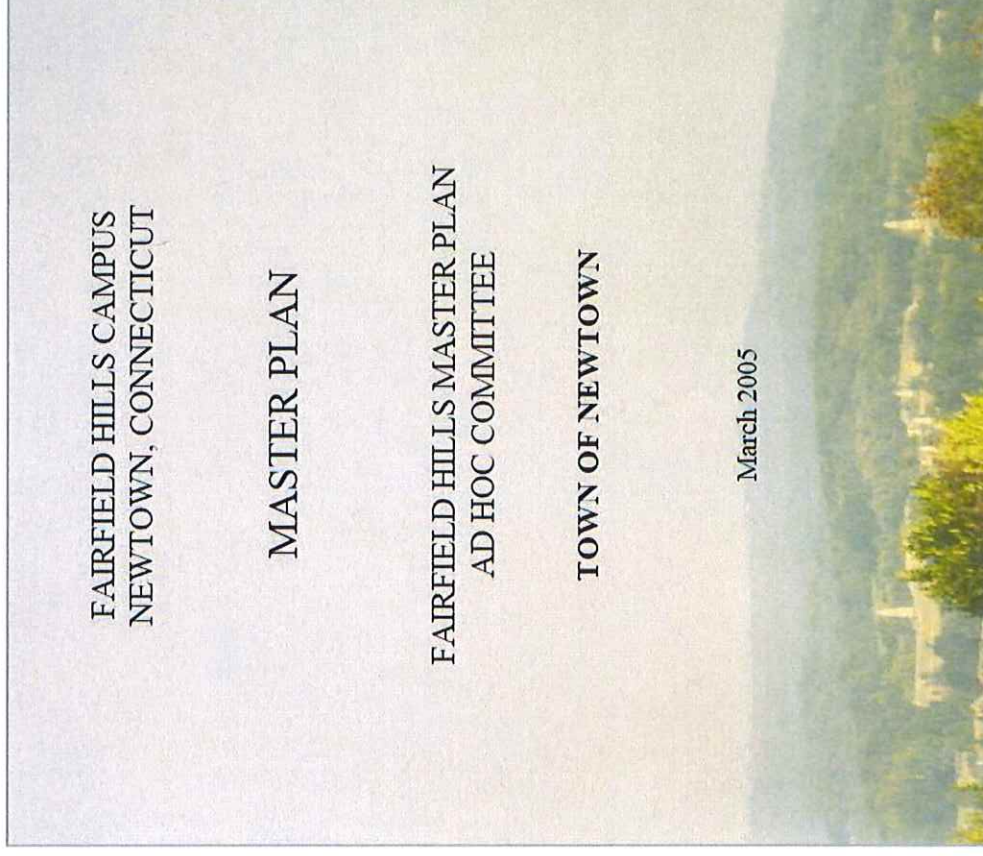 FAIRFIELD HILLS CAMPUS
NEWTOWN, CONNECTICUT
MASTER PLAN
FAIRFIELD HILLS MASTER PLAN
AD HOC COMMITTEE
TOWN OF NEWTOWN
March 2005